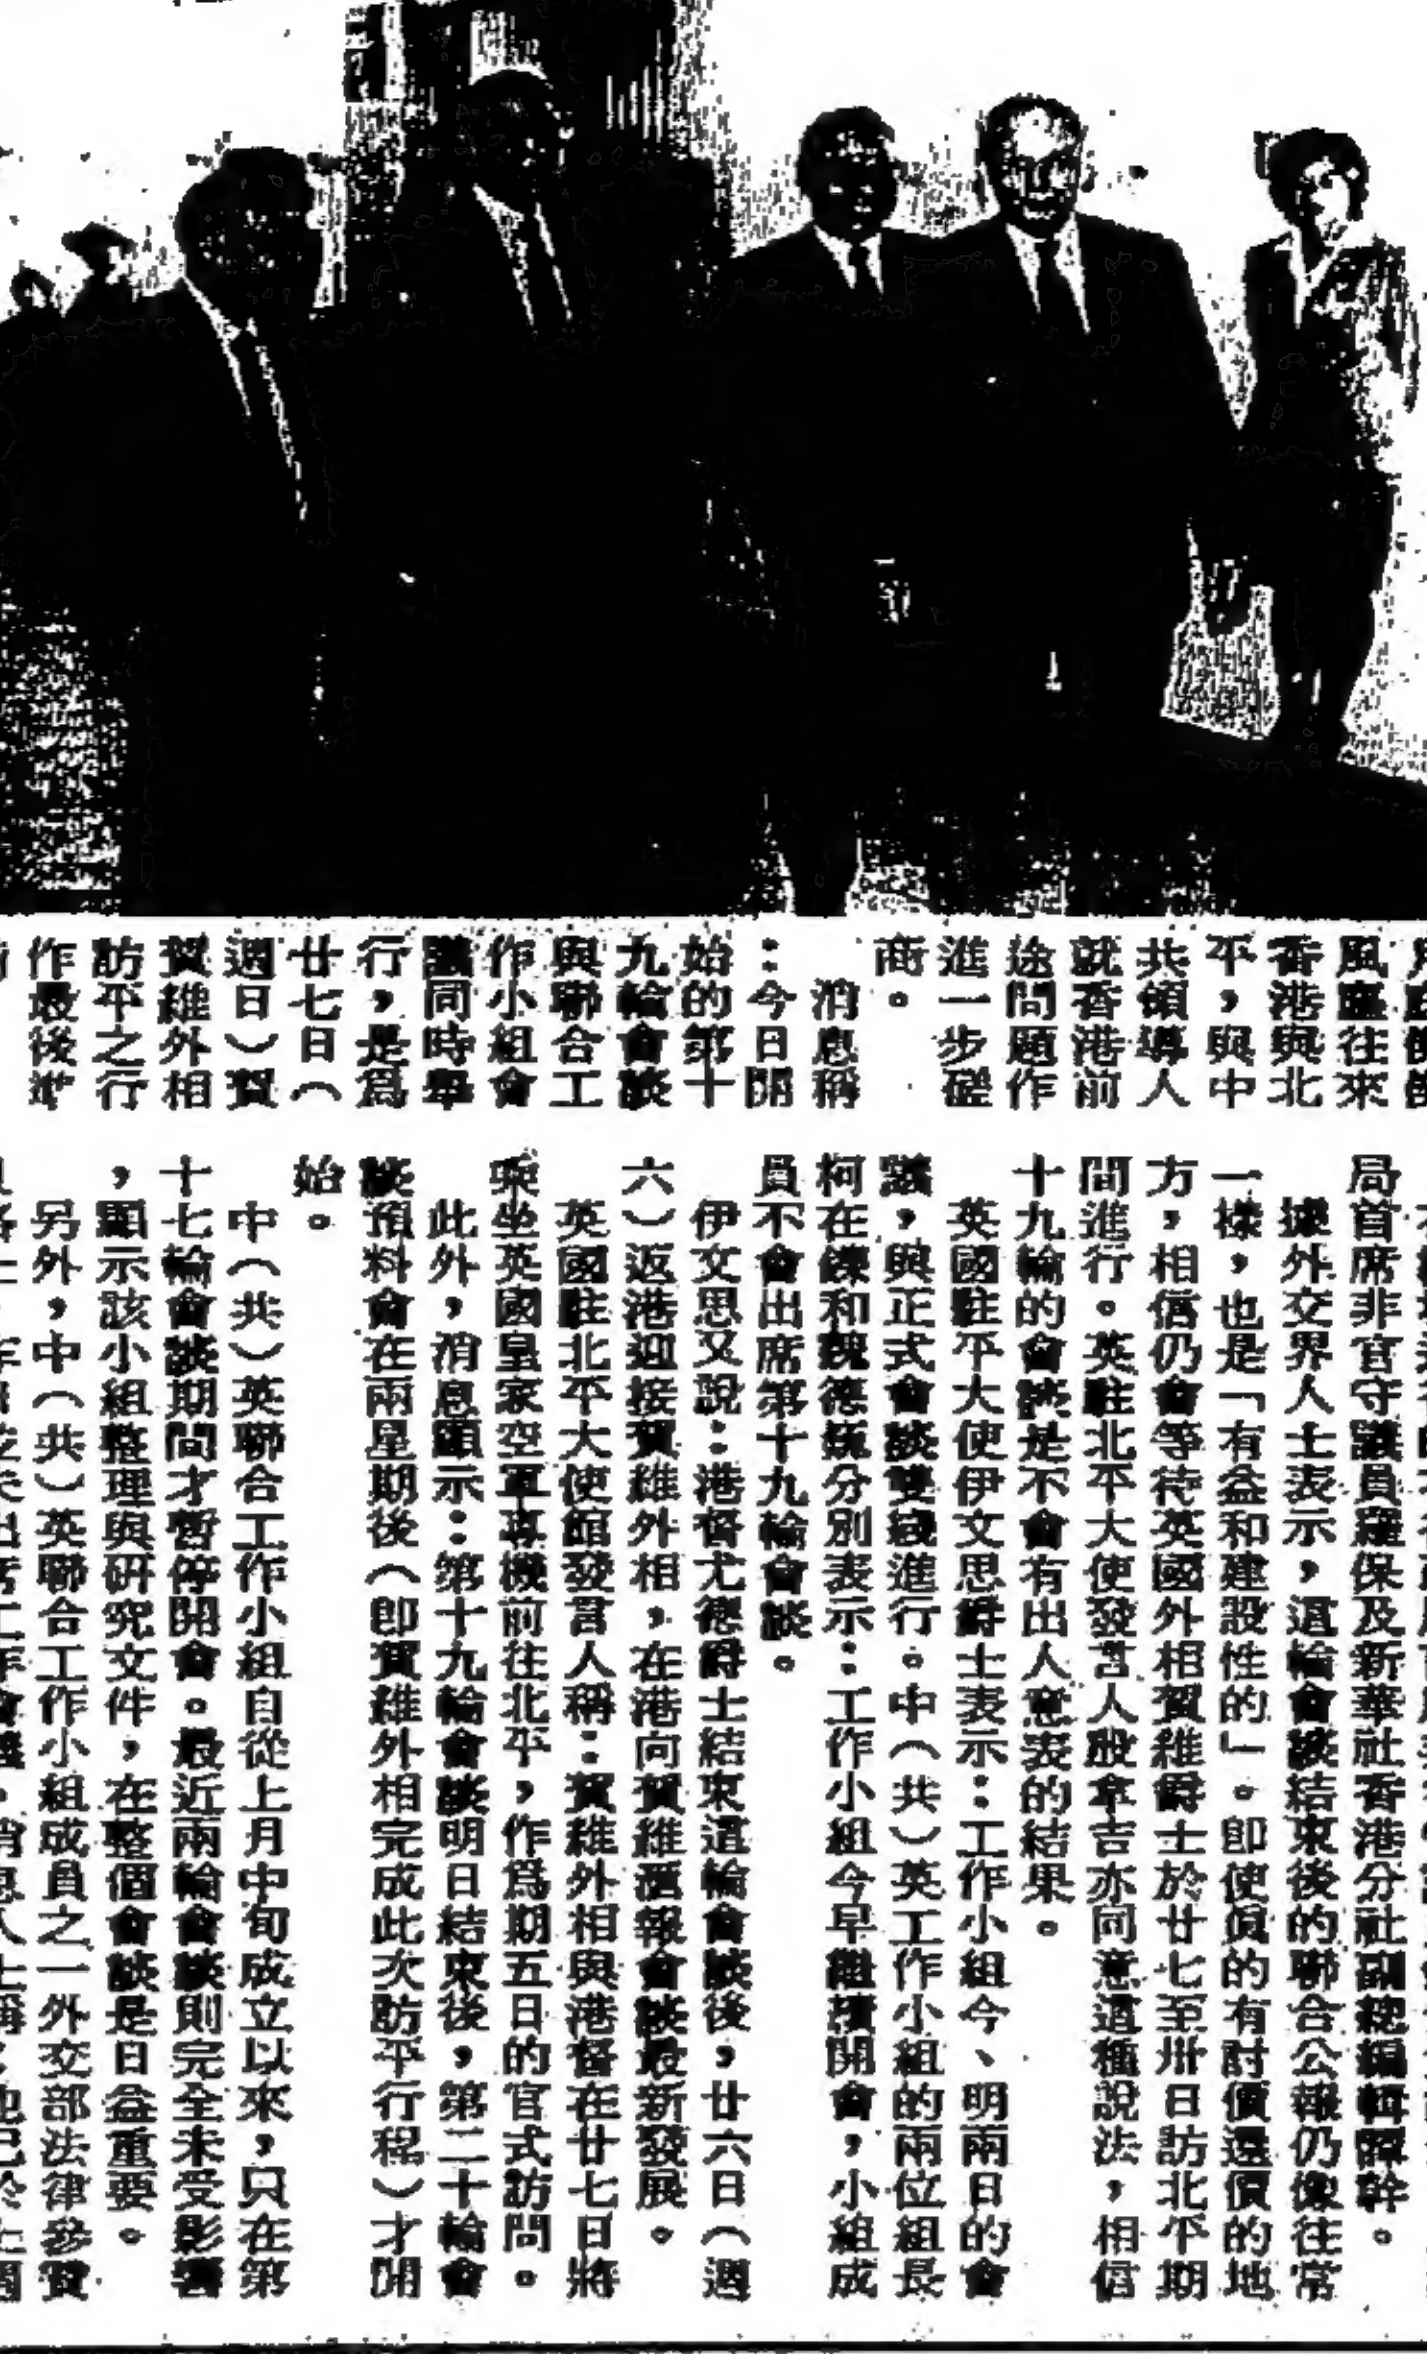 風塵往來
香港與北
平，與中
共領導人
就香港前
途問題作
進一步磋
商。
消息稱
：今日開
始的第十
九輪會談
與聯合工
作小組會
議同時舉
行，是為
廿七日（
週日）賀
賀維外相
訪平之行
作最後準
局首席非官守議員羅保及新華社香港分社副總編輯韓幹。
據外交界人士表示，這輪會談結束後的聯合公報仍像往常
一樣，也是「有益和建設性的」。即使真的有討價還價的地
方，相信仍會等待英國外相賀維爵士於廿七至卅日訪北平期
間進行。英駐北平大使發言人殷拿吉亦同意這種說法，相信
十九輪的會談是不會有出人意表的結果。
英國駐平大使伊文思爵士表示：工作小組今、明兩日的會
議，與正式會談雙綫進行。中（共）英工作小組的兩位組長
柯在鑠和魏德巍分別表示：工作小組今早繼續開會，小組成
員不會出席第十九輪會談。
伊文思又說：港督尤德爵士結束這輪會談後，廿六日（週
六）返港迎接賀維外相，在港向賀維滙報會談最新發展。
英國駐北平大使館發言人稱：賀維外相與港督在廿七日將
乘坐英國皇家空軍專機前往北平，作為期五日的官式訪問。
此外，消息顯示：第十九輪會談明日結束後，第二十輪會
談預料會在兩星期後（即賀維外相完成此次訪平行程）才開
始。
中（共）英聯合工作小組自從上月中旬成立以來，只在第
十七輪會談期間才暫停開會。最近兩輪會談則完全未受影響
，顯示該小組整理與研究文件，在整個會談是日益重要。
另外，中（共）英聯合工作小組成員之一外交部法律參贊